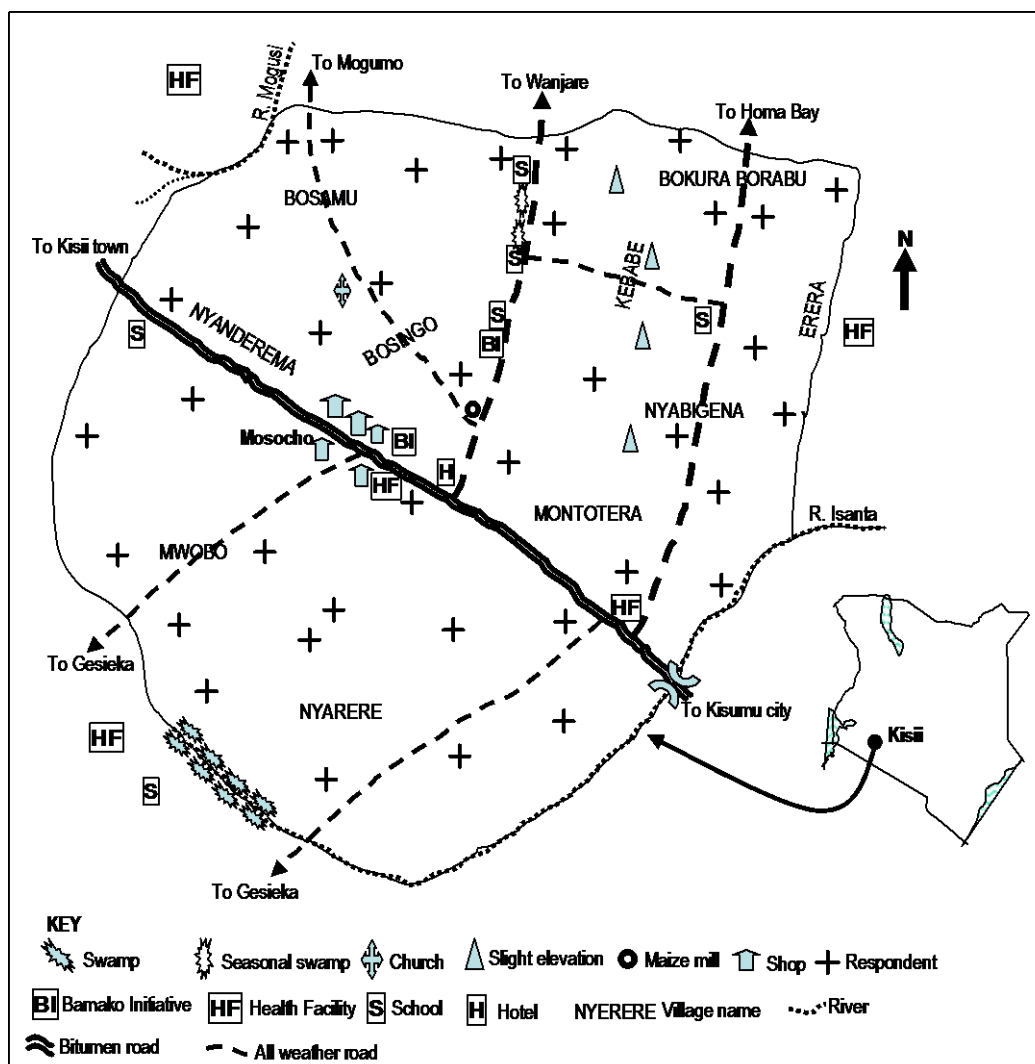 To Mogumo
To Wanjare
To Homa Bay
HF
R. Mogusi
S
BOKURA BORABU
BOSAMU
To Kisii town
N
S
KEBABE
ERERA
NYANDEREMA
BOSINGO
S
S
S
BI
HF
NYABIGENA
Mosocho
BI
H
HF
MONTOTERA
R. Isanta
MWOBO
HF
To Gesieka
NYARERE
To Kisumu city
HF
Kisii
S
To Gesieka
KEY
Swamp Seasonal swamp Church Slight elevation Maize mill Shop Respondent
BI Bamako Initiative HF Health Facility S School H Hotel NYERERE Village name River
Bitumen road All weather road